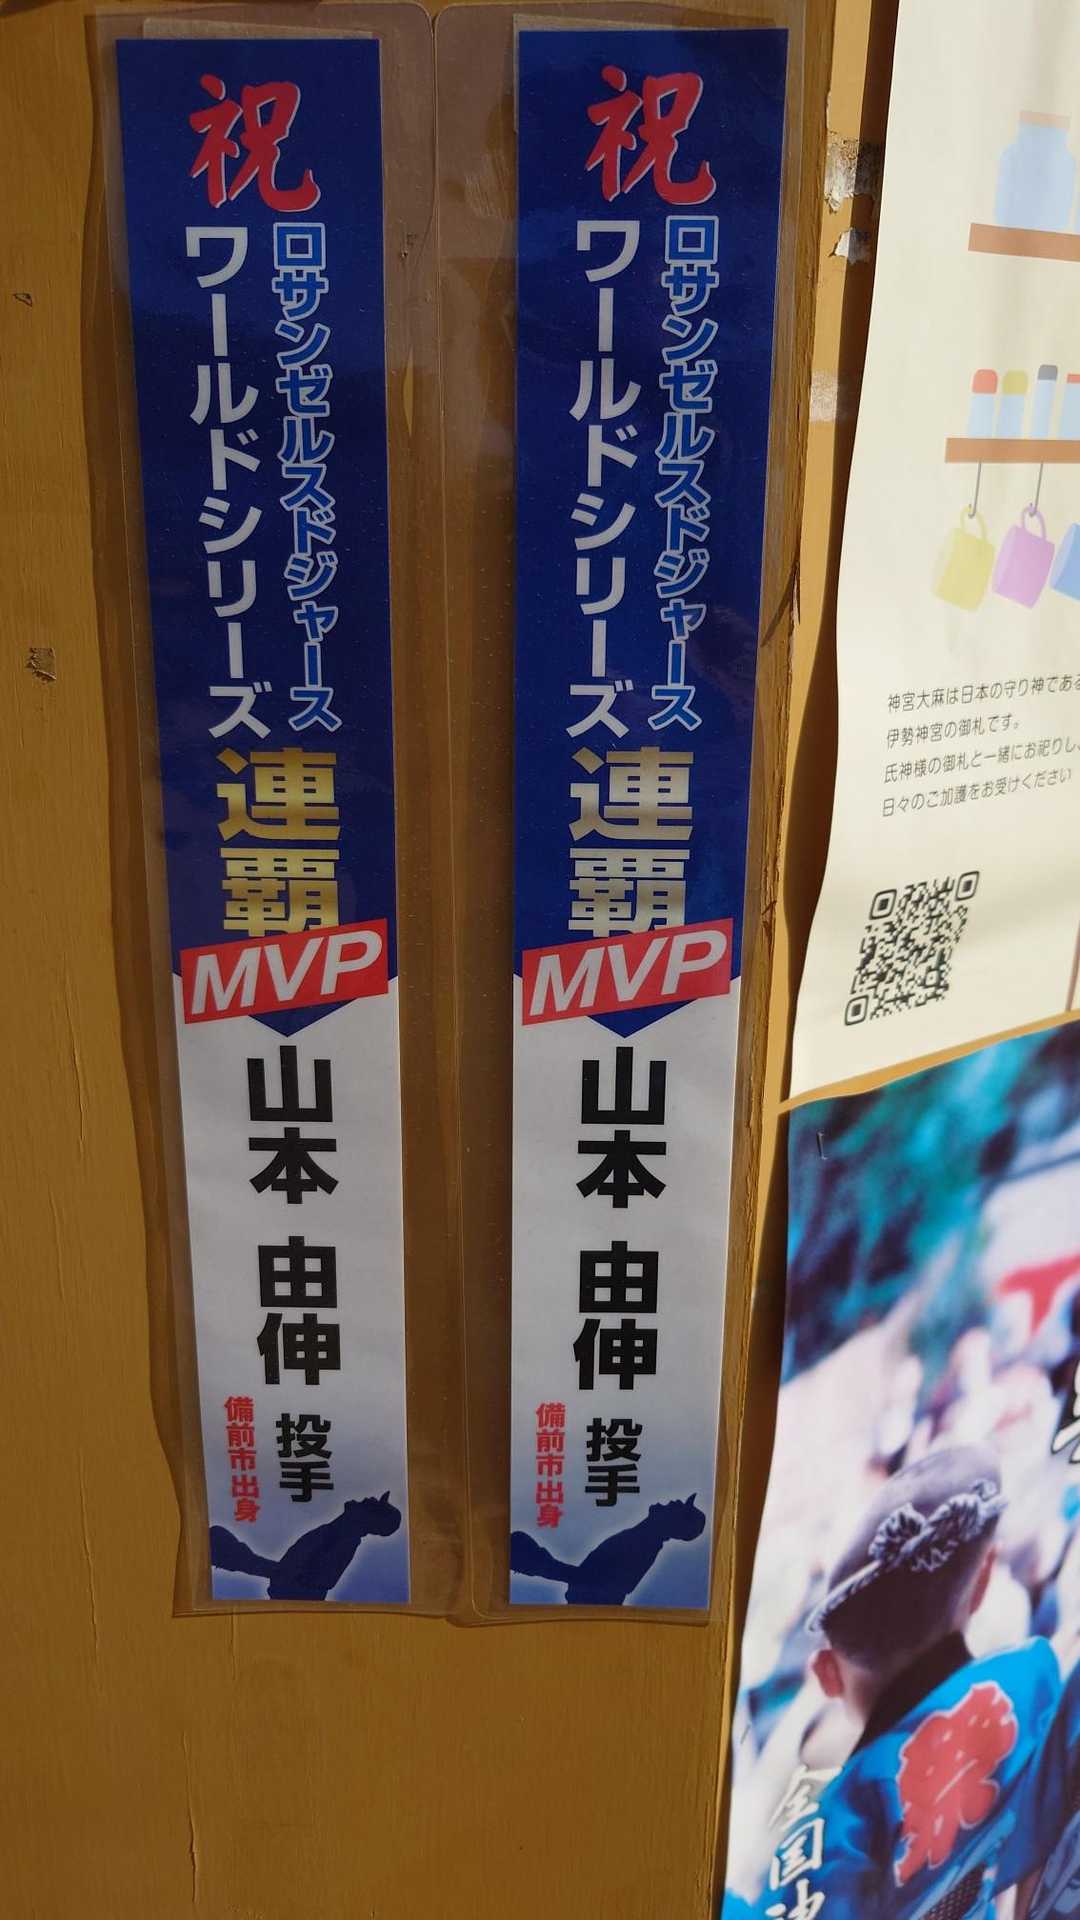 祝
ロサンゼルスドジャース
ワールドシリーズ
連覇
MVP
山本 由伸 投手
備前市出身
祝
ロサンゼルスドジャース
ワールドシリーズ
連覇
MVP
山本 由伸 投手
備前市出身
神宮大麻は日本の守り神である
伊勢神宮の御札です。
氏神様の御札と一緒にお祀りし、
日々のご加護をお受けください
祭
全国